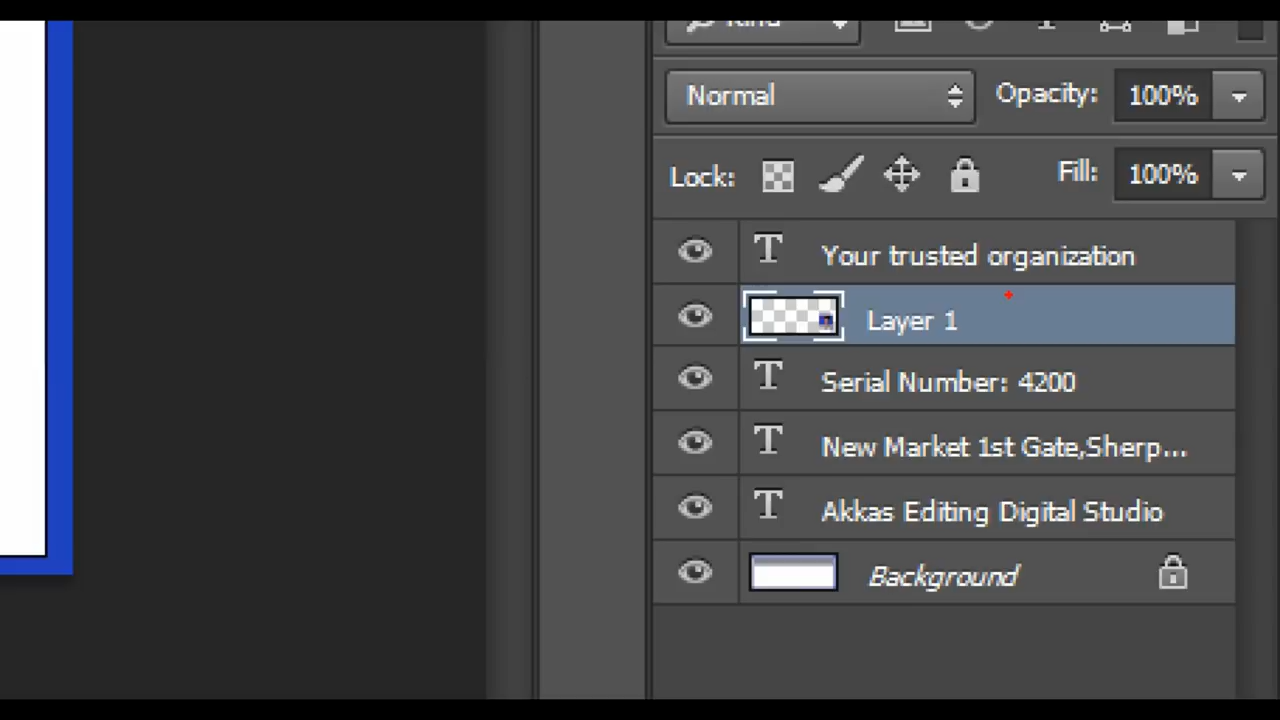 Kind
Normal Opacity: 100%
Lock: Fill: 100%
Your trusted organization
Layer 1
Serial Number: 4200
New Market 1st Gate,Sherp...
Akkas Editing Digital Studio
Background